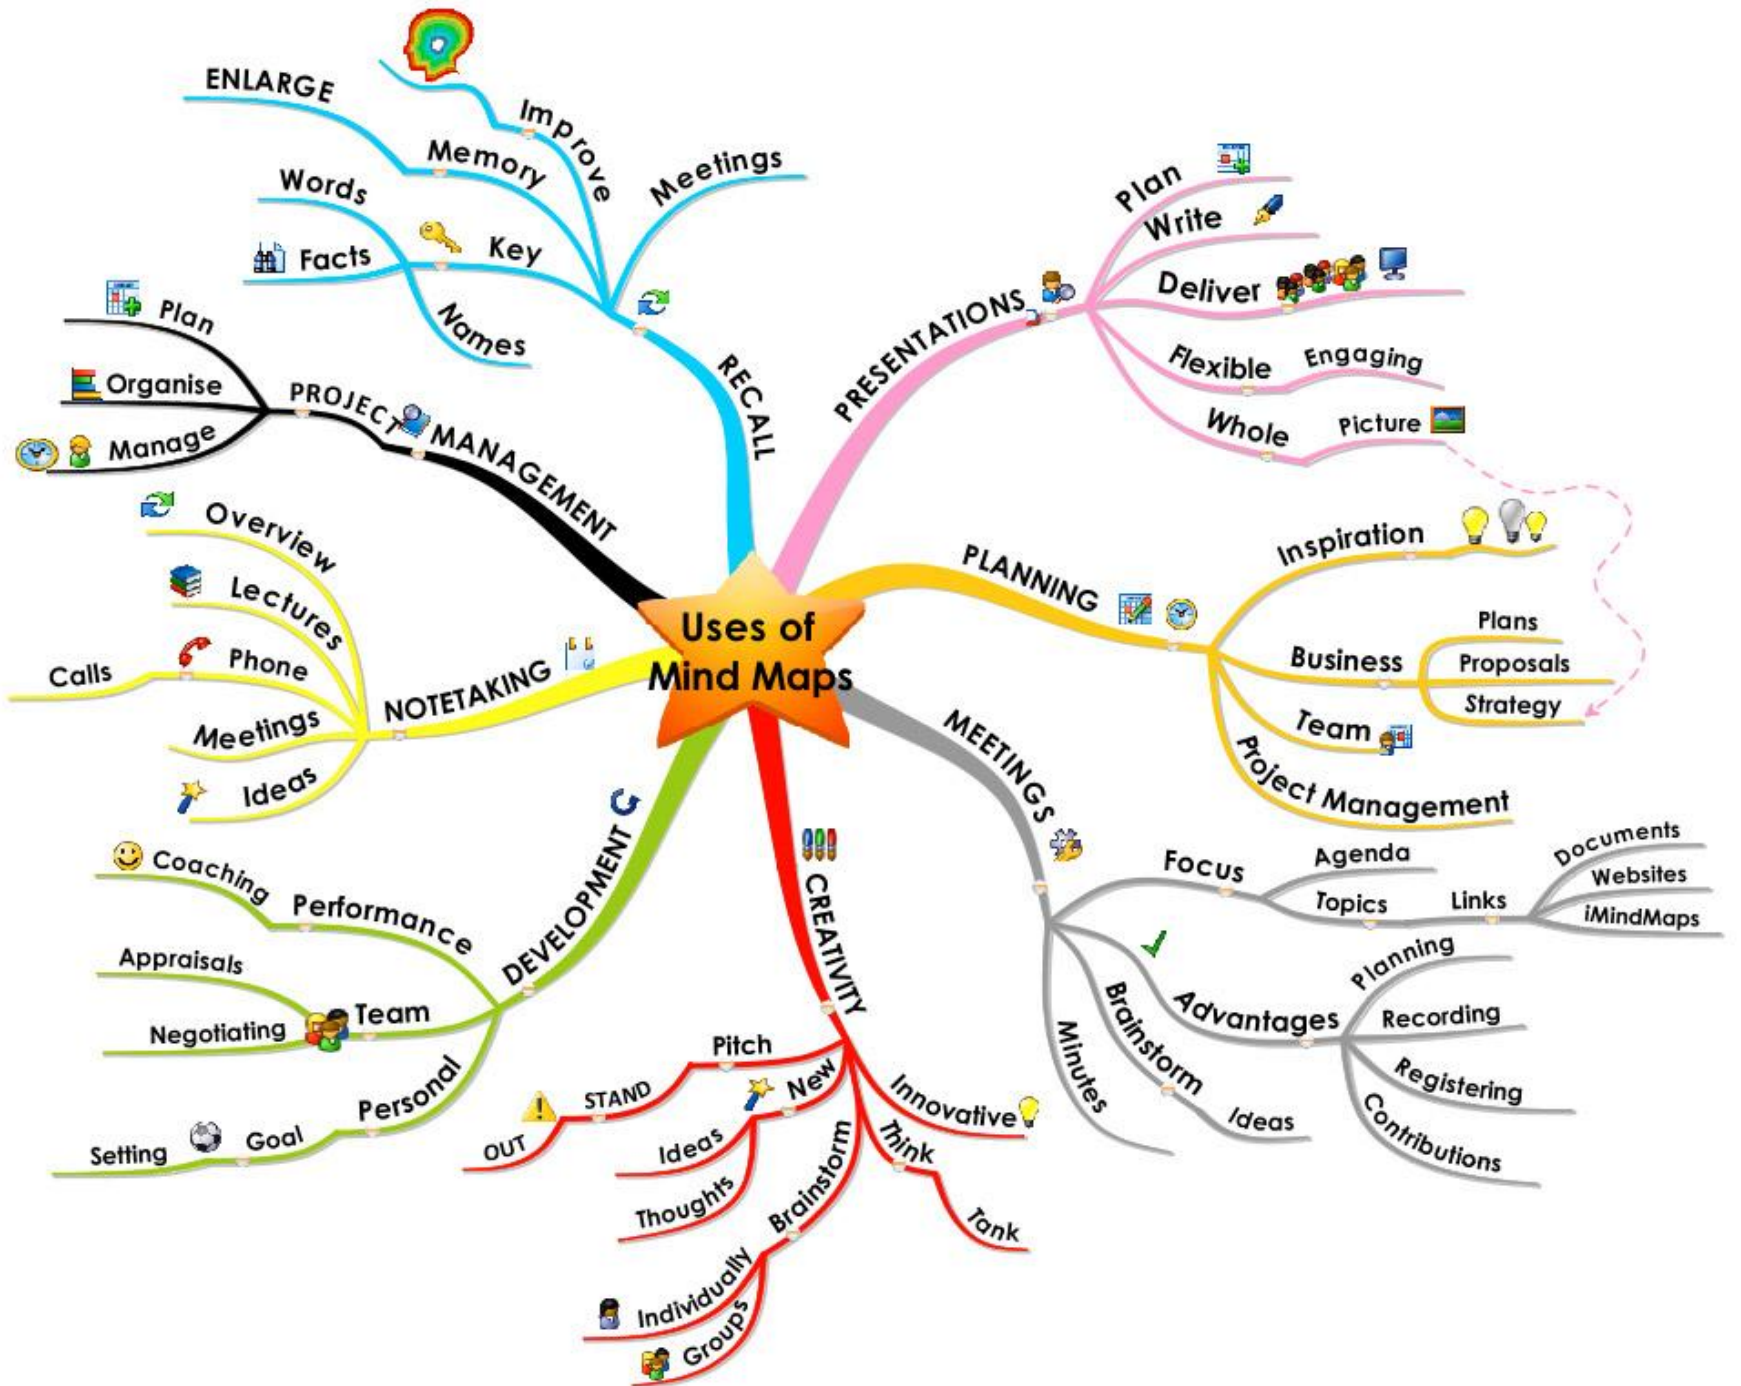 Uses of
Mind Maps
PRESENTATIONS
Plan
Write
Deliver
Flexible
Engaging
Whole
Picture
PLANNING
Inspiration
Business
Plans
Proposals
Strategy
Team
Project Management
MEETINGS
Focus
Agenda
Topics
Links
Documents
Websites
iMindMaps
Advantages
Planning
Recording
Registering
Contributions
Brainstorm
Ideas
Minutes
CREATIVITY
Innovative
Think
Tank
Brainstorm
Individually
Groups
New
Ideas
Thoughts
Pitch
STAND
OUT
DEVELOPMENT
Performance
Coaching
Team
Appraisals
Negotiating
Personal
Goal
Setting
NOTETAKING
Overview
Lectures
Phone
Calls
Meetings
Ideas
MANAGEMENT
PROJECT
Plan
Organise
Manage
RECALL
Key
Words
Facts
Names
Memory
ENLARGE
Improve
Meetings